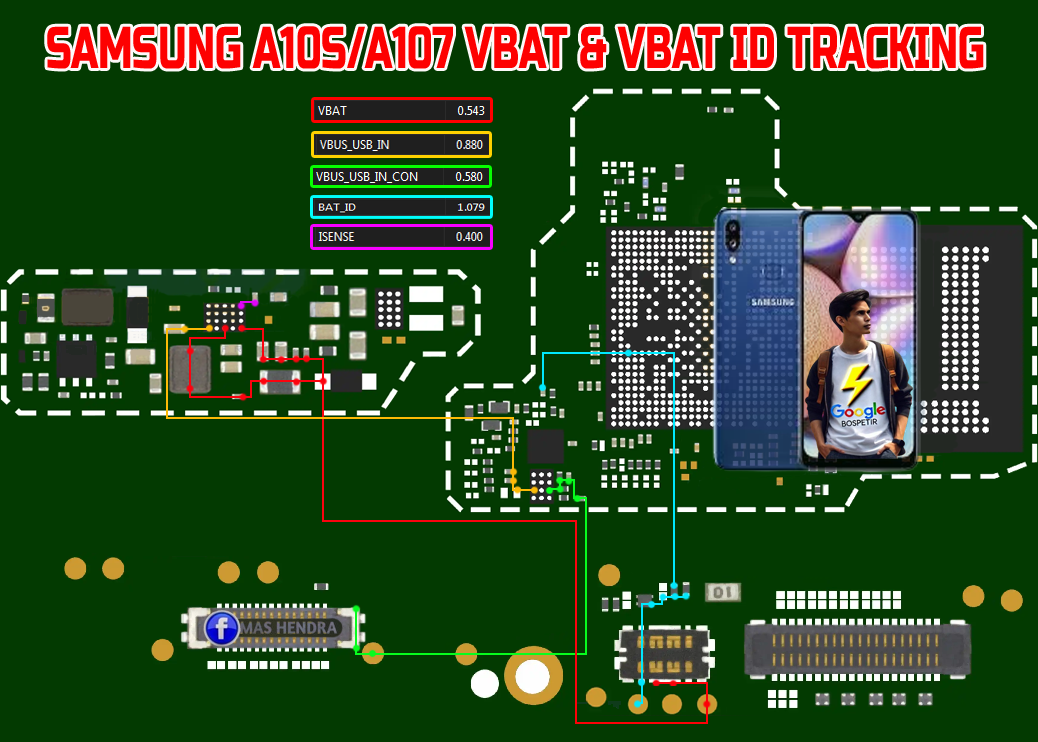 SAMSUNG A10S/A107 VBAT & VBAT ID TRACKING
VBAT 0.543
VBUS_USB_IN 0.880
VBUS_USB_IN_CON 0.580
BAT_ID 1.079
ISENSE 0.400
SAMSUNG
Google
BOSPETIR
01
f MAS HENDRA